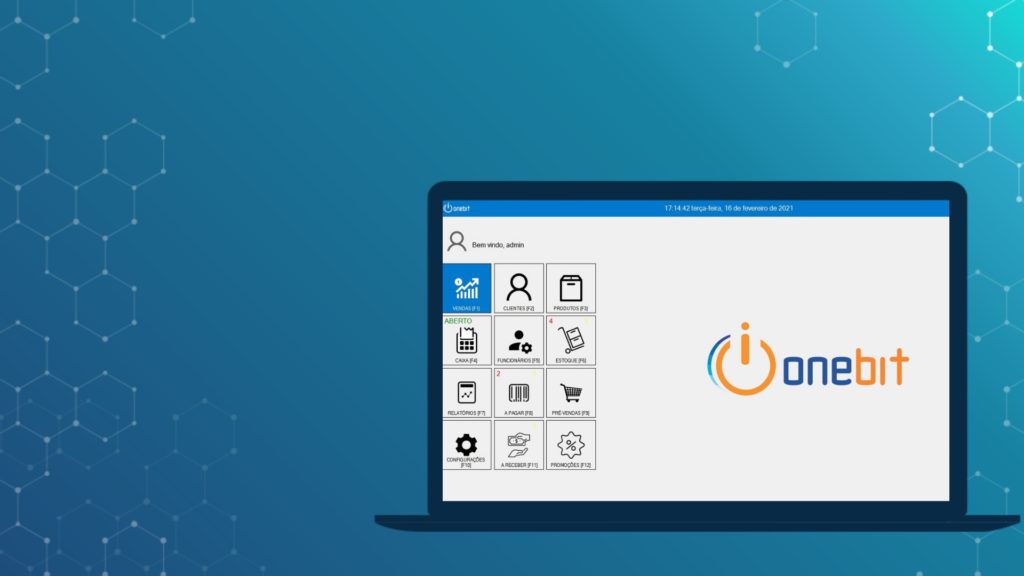 onebit
17:14:42 terça-feira, 16 de fevereiro de 2021
Bem vindo, admin
VENDAS [F1]
CLIENTES [F2]
PRODUTOS [F3]
ABERTO
CAIXA [F4]
FUNCIONÁRIOS [F5]
4
ESTOQUE [F6]
RELATÓRIOS [F7]
2
A PAGAR [F8]
PRÉ-VENDAS [F9]
CONFIGURAÇÕES
[F10]
A RECEBER [F11]
PROMOÇÕES [F12]
onebit